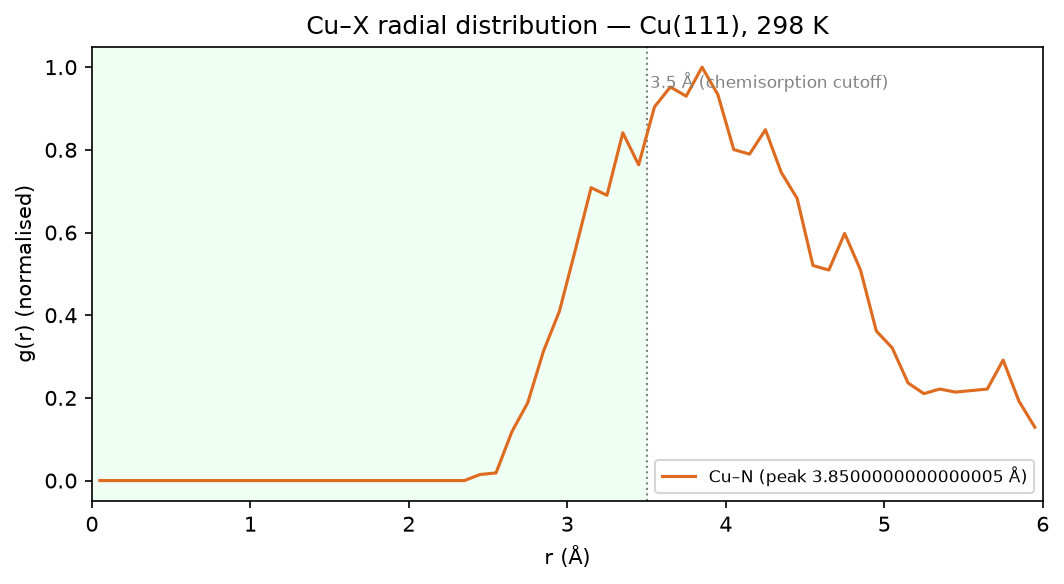 Cu–X radial distribution — Cu(111), 298 K
g(r) (normalised)
1.0
0.8
0.6
0.4
0.2
0.0
3.5 Å (chemisorption cutoff)
Cu–N (peak 3.8500000000000005 Å)
0 1 2 3 4 5 6
r (Å)